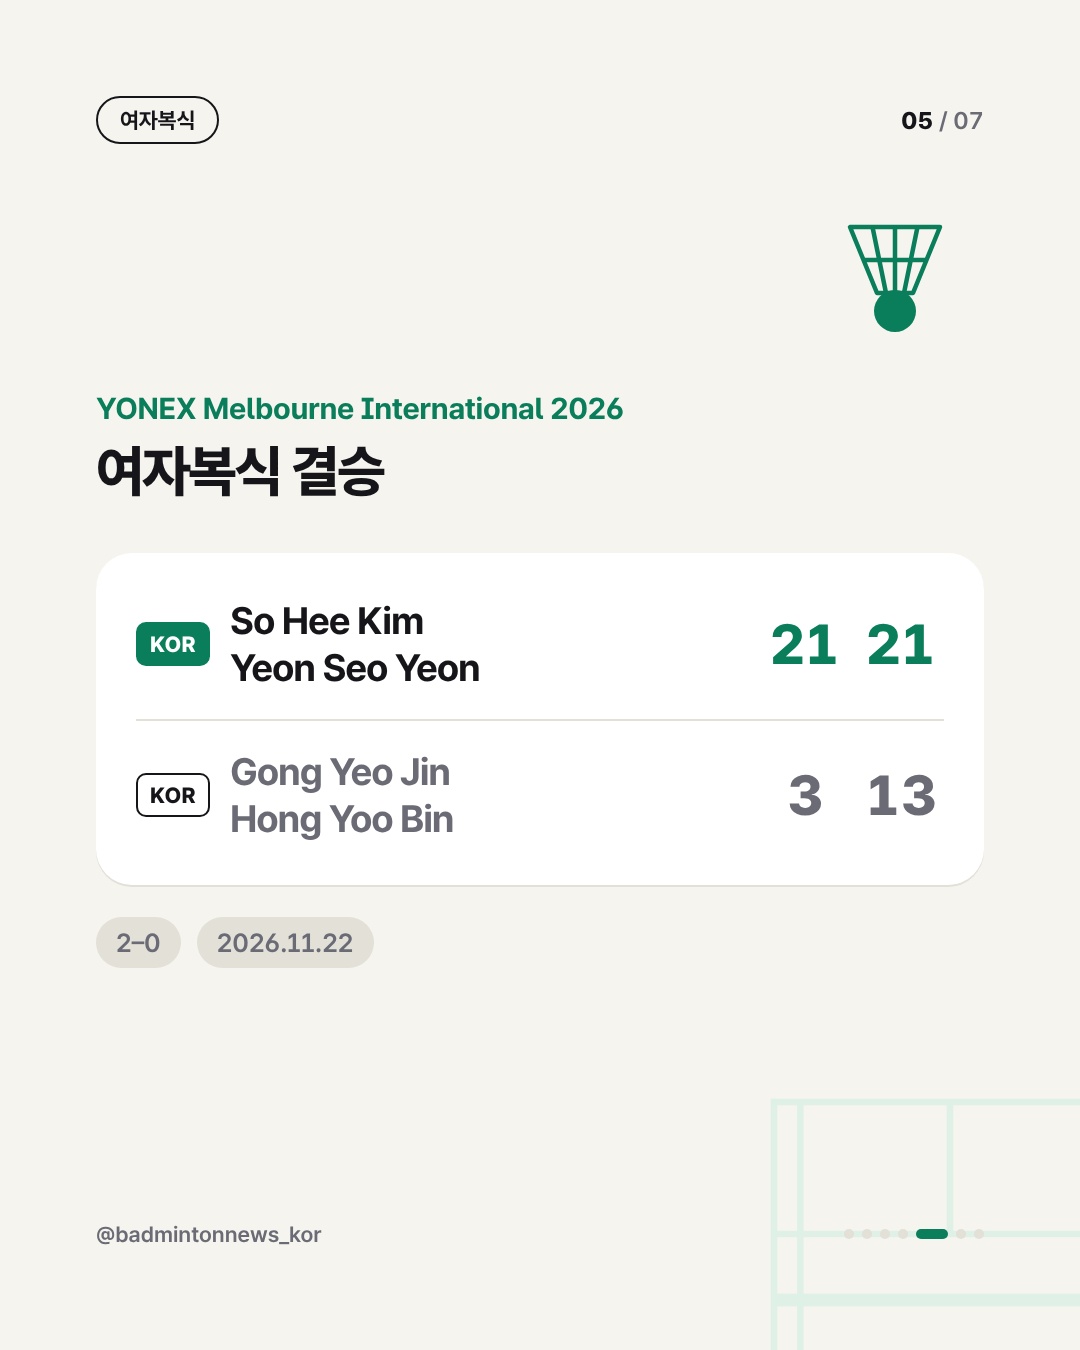 여자복식
05 / 07
YONEX Melbourne International 2026
여자복식 결승
KOR
So Hee Kim
Yeon Seo Yeon
21 21
KOR
Gong Yeo Jin
Hong Yoo Bin
3 13
2–0
2026.11.22
@badmintonnews_kor